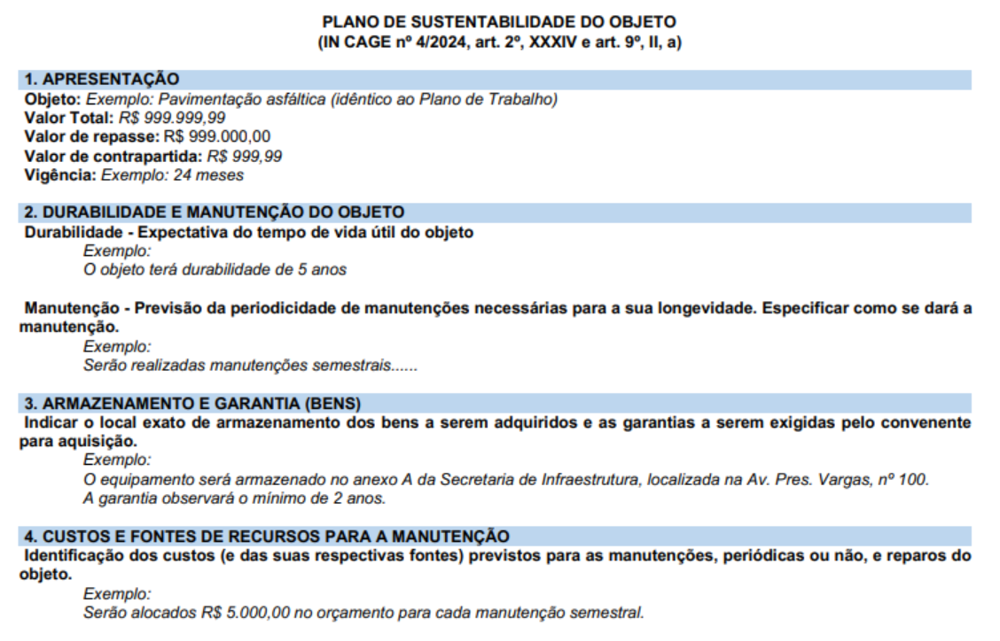 PLANO DE SUSTENTABILIDADE DO OBJETO
(IN CAGE nº 4/2024, art. 2º, XXXIV e art. 9º, II, a)
1. APRESENTAÇÃO
Objeto: Exemplo: Pavimentação asfáltica (idêntico ao Plano de Trabalho)
Valor Total: R$ 999.999,99
Valor de repasse: R$ 999.000,00
Valor de contrapartida: R$ 999,99
Vigência: Exemplo: 24 meses
2. DURABILIDADE E MANUTENÇÃO DO OBJETO
Durabilidade - Expectativa do tempo de vida útil do objeto
Exemplo:
O objeto terá durabilidade de 5 anos
Manutenção - Previsão da periodicidade de manutenções necessárias para a sua longevidade. Especificar como se dará a
manutenção.
Exemplo:
Serão realizadas manutenções semestrais......
3. ARMAZENAMENTO E GARANTIA (BENS)
Indicar o local exato de armazenamento dos bens a serem adquiridos e as garantias a serem exigidas pelo convenente
para aquisição.
Exemplo:
O equipamento será armazenado no anexo A da Secretaria de Infraestrutura, localizada na Av. Pres. Vargas, nº 100.
A garantia observará o mínimo de 2 anos.
4. CUSTOS E FONTES DE RECURSOS PARA A MANUTENÇÃO
Identificação dos custos (e das suas respectivas fontes) previstos para as manutenções, periódicas ou não, e reparos do
objeto.
Exemplo:
Serão alocados R$ 5.000,00 no orçamento para cada manutenção semestral.